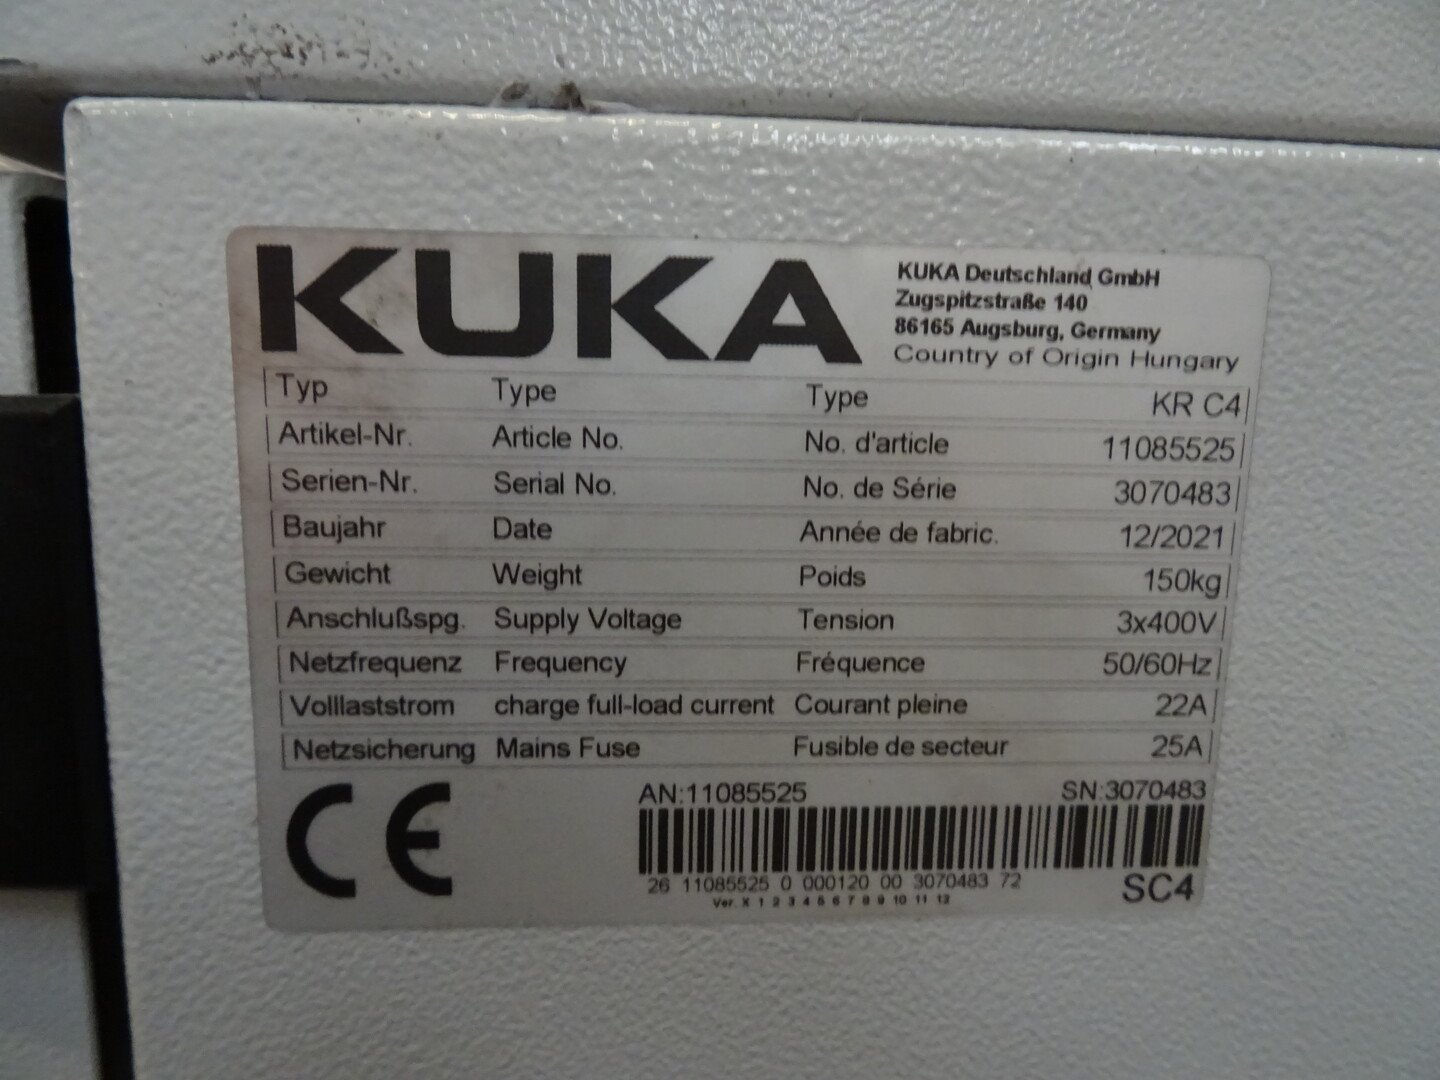 KUKA
KUKA Deutschland GmbH
Zugspitzstraße 140
86165 Augsburg, Germany
Country of Origin Hungary
Typ Type Type KR C4
Artikel-Nr. Article No. No. d'article 11085525
Serien-Nr. Serial No. No. de Série 3070483
Baujahr Date Année de fabric. 12/2021
Gewicht Weight Poids 150kg
Anschlußspg. Supply Voltage Tension 3x400V
Netzfrequenz Frequency Fréquence 50/60Hz
Volllaststrom charge full-load current Courant pleine 22A
Netzsicherung Mains Fuse Fusible de secteur 25A
CE
AN:11085525 SN:3070483
26 11085525 0 000120 00 3070483 72
SC4
Ver. X 1 2 3 4 5 6 7 8 9 10 11 12